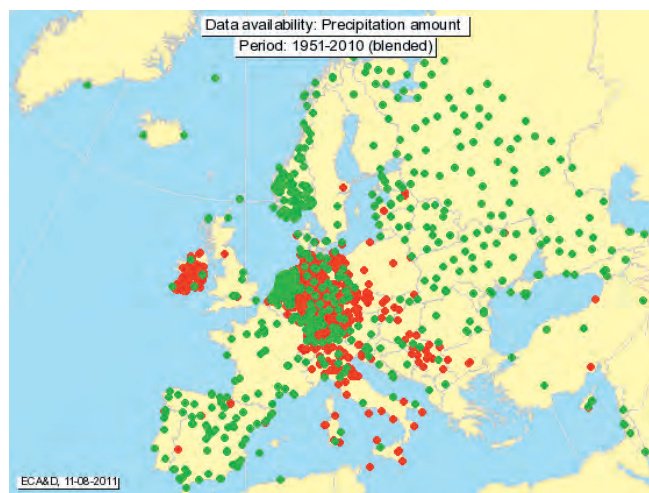 Data availability: Precipitation amount
Period: 1951-2010 (blended)
ECA&D, 11-08-2011